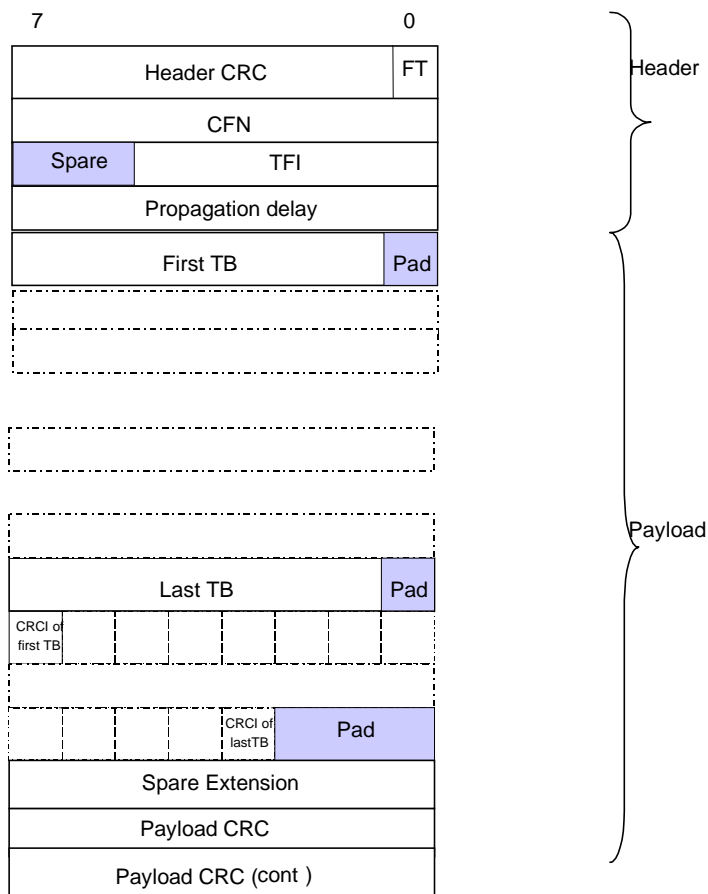 7 0
Header CRC FT
Header
CFN
Spare TFI
Propagation delay
First TB Pad
Payload
Last TB Pad
CRCI of
first TB
CRCI of
lastTB
Pad
Spare Extension
Payload CRC
Payload CRC (cont )